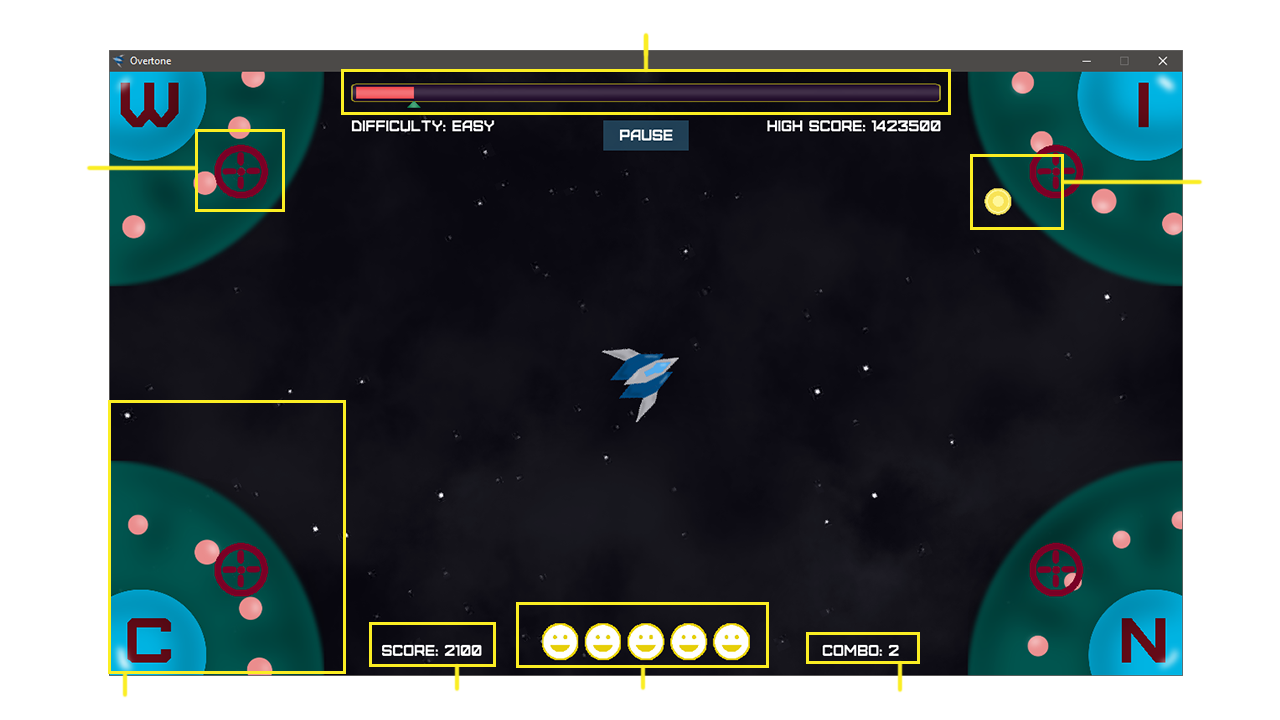 Overtone
W
I
DIFFICULTY: EASY
PAUSE
HIGH SCORE: 1423500
C
N
SCORE: 2100
COMBO: 2